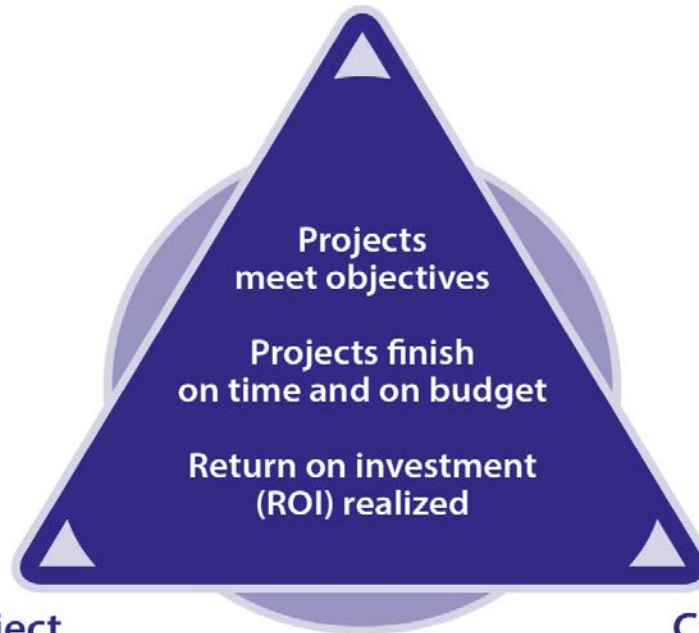 Projects
meet objectives
Projects finish
on time and on budget
Return on investment
(ROI) realized